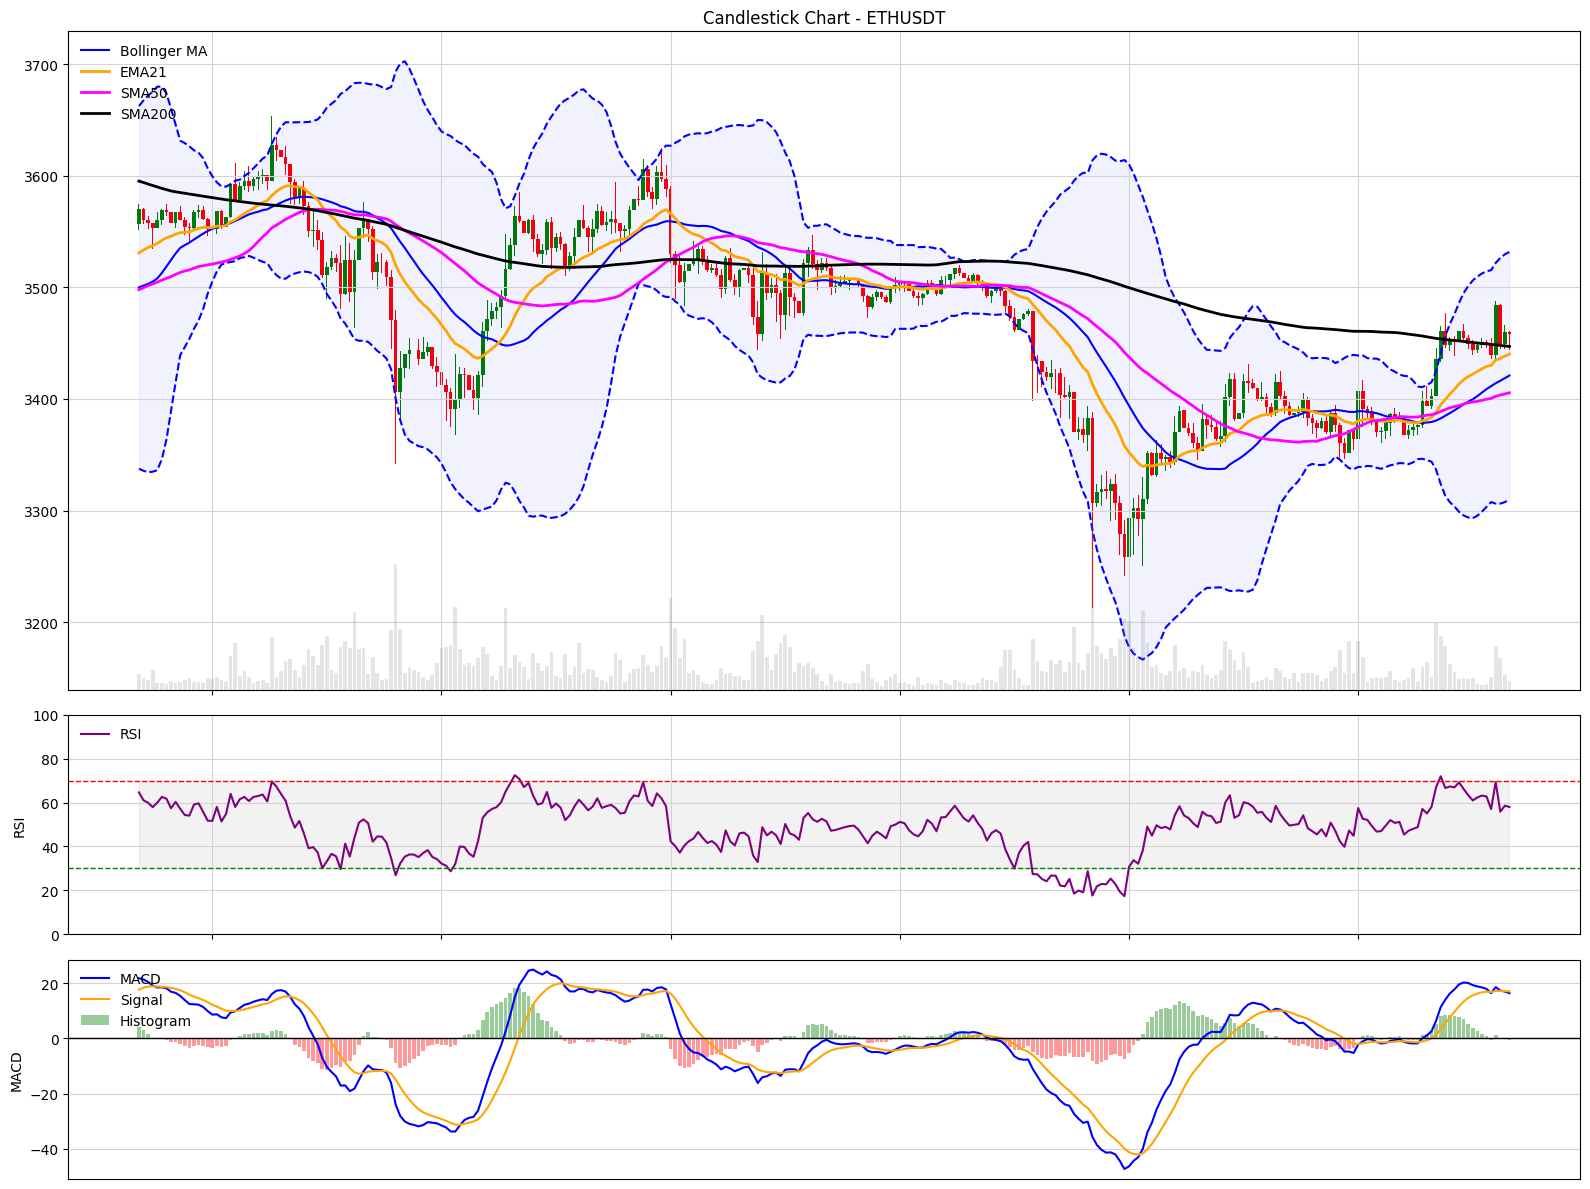 Candlestick Chart - ETHUSDT
Bollinger MA
EMA21
SMA50
SMA200
3700
3600
3500
3400
3300
3200
RSI
100
80
60
40
20
0
RSI
MACD
Signal
Histogram
20
0
−20
−40
MACD